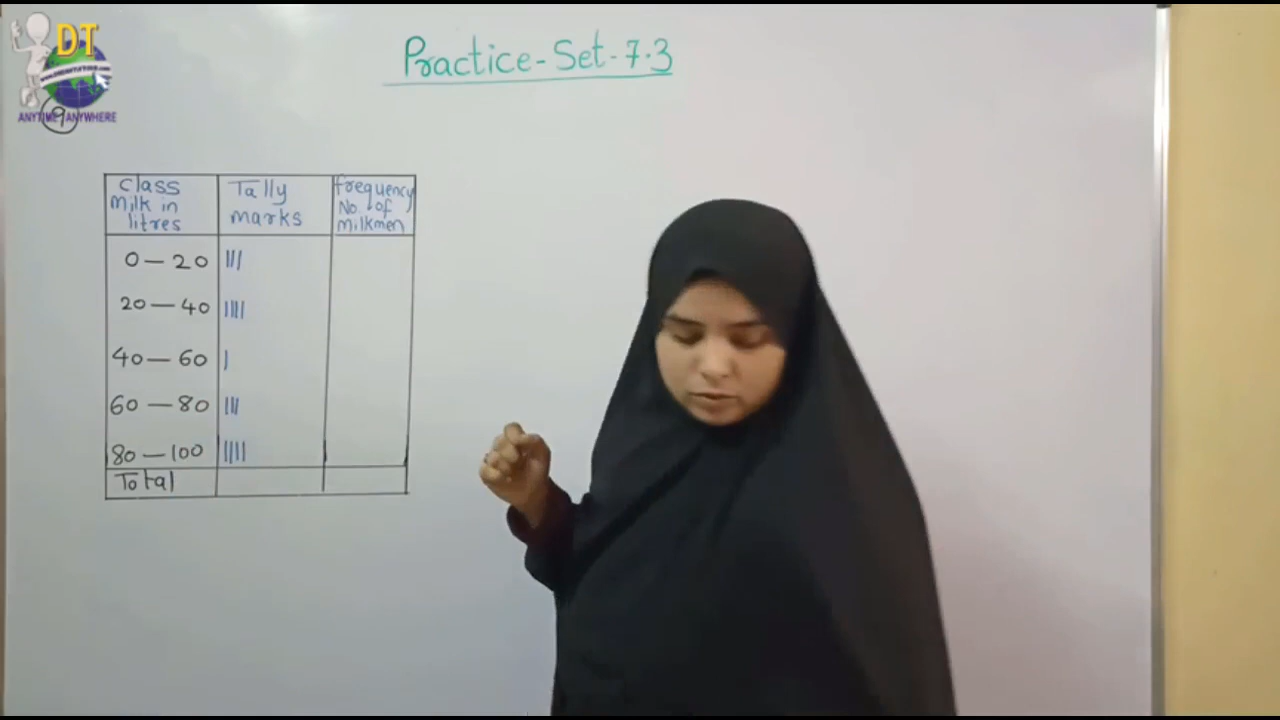 DT
ANYTIME ANYWHERE
9
Practice-Set-7.3
Class
Milk in
litres
Tally
marks
frequency
No. of
Milkmen
0 — 20 |||
20 — 40 ||||
40 — 60 |
60 — 80 |||
80 — 100 ||||
Total